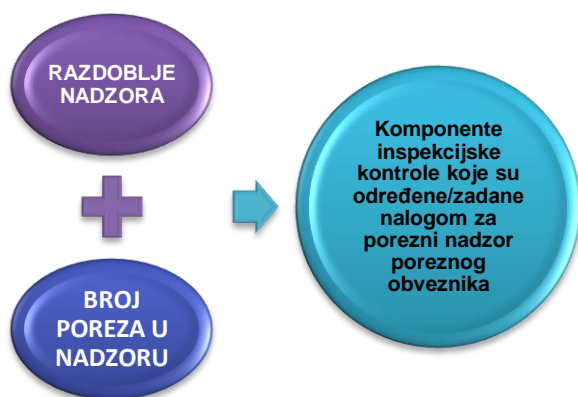 RAZDOBLJE
NADZORA
BROJ
POREZA U
NADZORU
Komponente
inspekcijske
kontrole koje su
određene/zadane
nalogom za
porezni nadzor
poreznog
obveznika